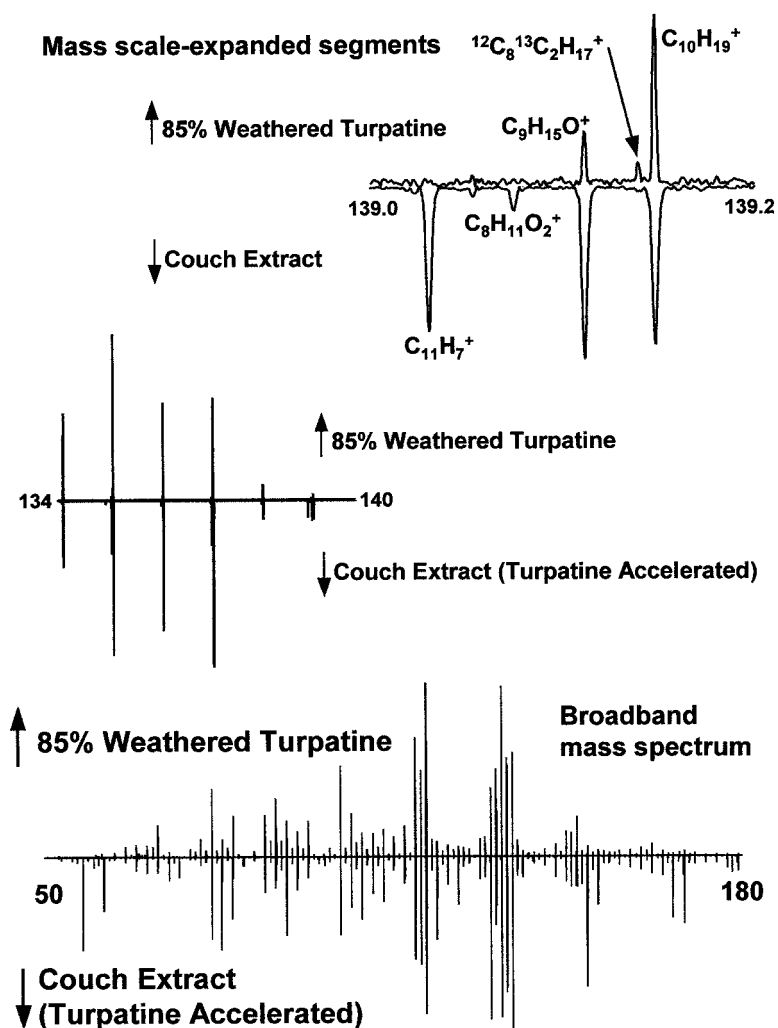 Mass scale-expanded segments
¹²C₈¹³C₂H₁₇⁺
C₁₀H₁₉⁺
↑ 85% Weathered Turpatine
C₉H₁₅O⁺
139.0
139.2
C₈H₁₁O₂⁺
↓ Couch Extract
C₁₁H₇⁺
↑ 85% Weathered Turpatine
134
140
↓ Couch Extract (Turpatine Accelerated)
↑ 85% Weathered Turpatine
Broadband
mass spectrum
50
180
↓ Couch Extract
(Turpatine Accelerated)